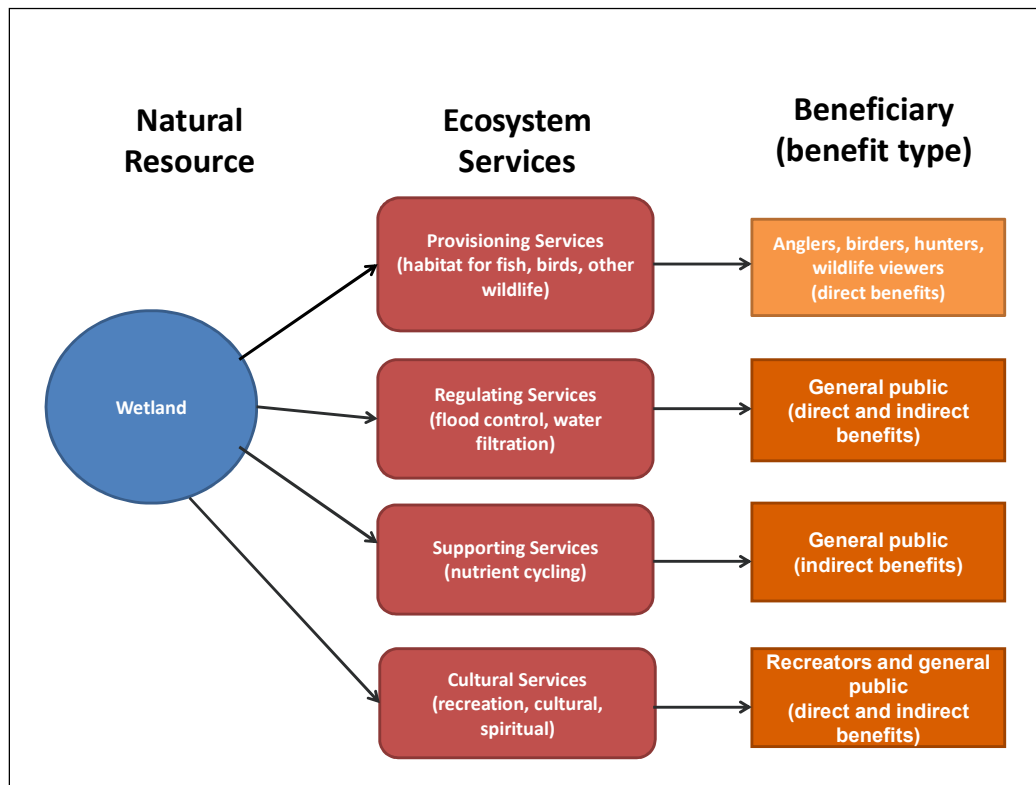 Natural
Resource
Ecosystem
Services
Beneficiary
(benefit type)
Wetland
Provisioning Services
(habitat for fish, birds, other
wildlife)
Anglers, birders, hunters,
wildlife viewers
(direct benefits)
Regulating Services
(flood control, water
filtration)
General public
(direct and indirect
benefits)
Supporting Services
(nutrient cycling)
General public
(indirect benefits)
Cultural Services
(recreation, cultural,
spiritual)
Recreators and general
public
(direct and indirect
benefits)